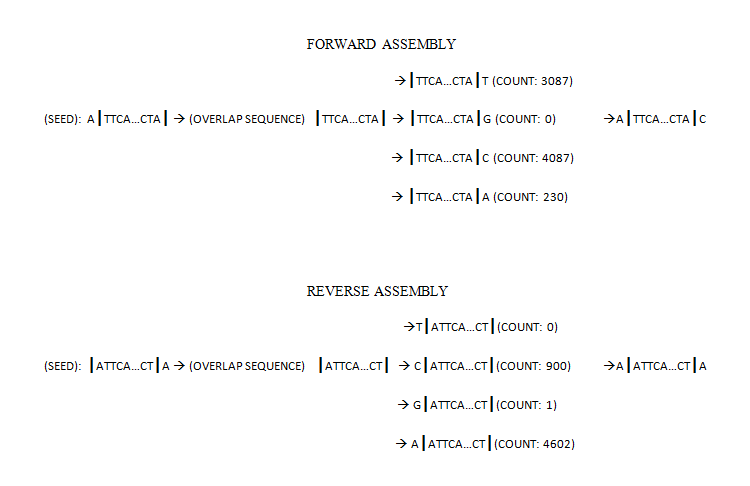 FORWARD ASSEMBLY
→┃TTCA...CTA┃T (COUNT: 3087)
(SEED): A┃TTCA...CTA┃ → (OVERLAP SEQUENCE) ┃TTCA...CTA┃ → ┃TTCA...CTA┃G (COUNT: 0) →A┃TTCA...CTA┃C
→ ┃TTCA...CTA┃C (COUNT: 4087)
→ ┃TTCA...CTA┃A (COUNT: 230)
REVERSE ASSEMBLY
→T┃ATTCA...CT┃(COUNT: 0)
(SEED): ┃ATTCA...CT┃A → (OVERLAP SEQUENCE) ┃ATTCA...CT┃ → C┃ATTCA...CT┃(COUNT: 900) →A┃ATTCA...CT┃A
→ G┃ATTCA...CT┃(COUNT: 1)
→ A┃ATTCA...CT┃(COUNT: 4602)